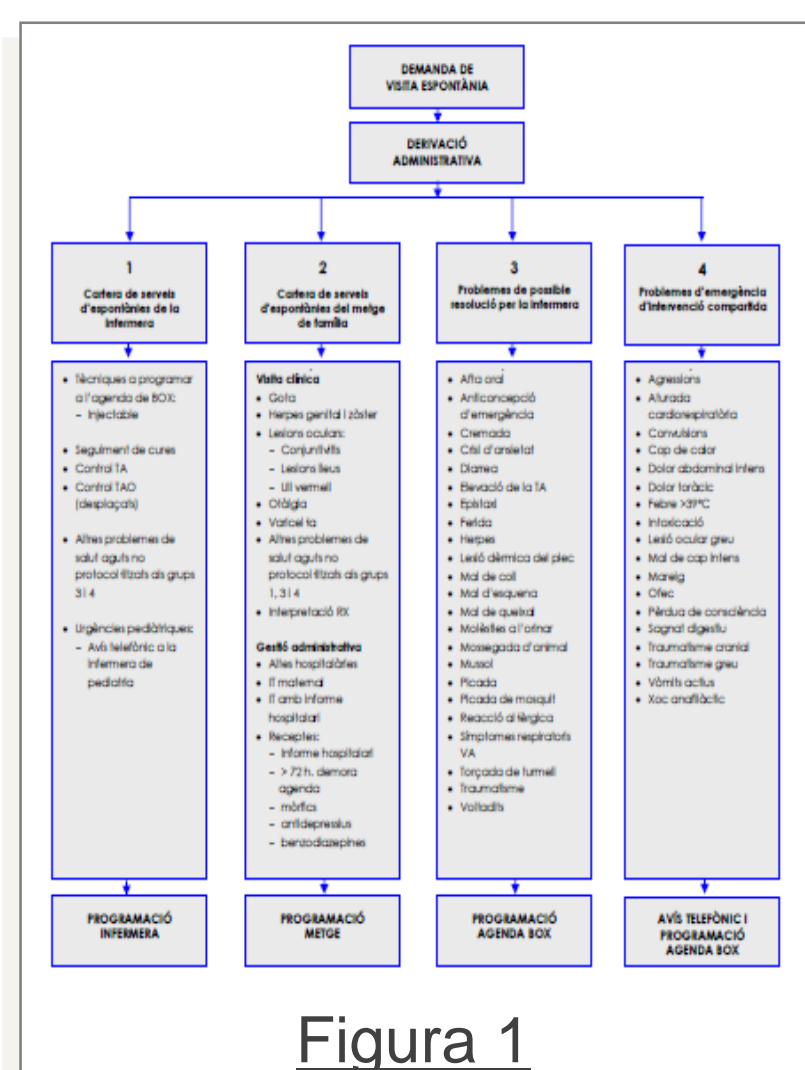 DEMANDA DE
VISITA ESPONTÀNIA
DERIVACIÓ
ADMINISTRATIVA
1
Cartera de serveis
d'espontànies de la
infermera
• Tècniques a programar
a l'agenda de BOX:
– Injectable
• Seguiment de cures
• Control TA
• Control TAO
(desplaçats)
• Altres problemes de
salut aguts no
protocol·litzats als grups
3 i 4
• Urgències pediàtriques:
– Avís telefònic a la
infermera de
pediatria
PROGRAMACIÓ
INFERMERA
2
Cartera de serveis
d'espontànies del metge
de família
Visita clínica
• Gota
• Herpes genital i zòster
• Lesions oculars:
– Conjuntivitis
– Lesions lleus
– Ull vermell
• Otàlgia
• Varicel·la
• Altres problemes de
salut aguts no
protocol·litzats als grups
1, 3 i 4
• Interpretació RX
Gestió administrativa
• Altes hospitalàries
• IT maternal
• IT amb informe
hospitalari
• Receptes:
– Informe hospitalari
– > 72 h. demora
agenda
– mòrfics
– antidepressius
– benzodiazepines
PROGRAMACIÓ
METGE
3
Problemes de possible
resolució per la infermera
• Afta oral
• Anticoncepció
d'emergència
• Cremada
• Crisi d'ansietat
• Diarrea
• Elevació de la TA
• Epistaxi
• Ferida
• Herpes
• Lesió dèrmica del plec
• Mal de coll
• Mal d'esquena
• Mal de queixal
• Molèsties a l'orinar
• Mossegada d'animal
• Mussol
• Picada
• Picada de mosquit
• Reacció al·lèrgica
• Símptomes respiratoris
VA
• Torçada de turmell
• Traumatisme
• Voltadits
PROGRAMACIÓ
AGENDA BOX
4
Problemes d'emergència
d'intervenció compartida
• Agressions
• Aturada
cardiorespiratòria
• Convulsions
• Cop de calor
• Dolor abdominal intens
• Dolor toràcic
• Febre >39ºC
• Intoxicació
• Lesió ocular greu
• Mal de cap intens
• Mareig
• Ofec
• Pèrdua de consciència
• Sagnat digestiu
• Traumatisme cranial
• Traumatisme greu
• Vòmits actius
• Xoc anafilàctic
AVÍS TELEFÒNIC I
PROGRAMACIÓ
AGENDA BOX
Figura 1